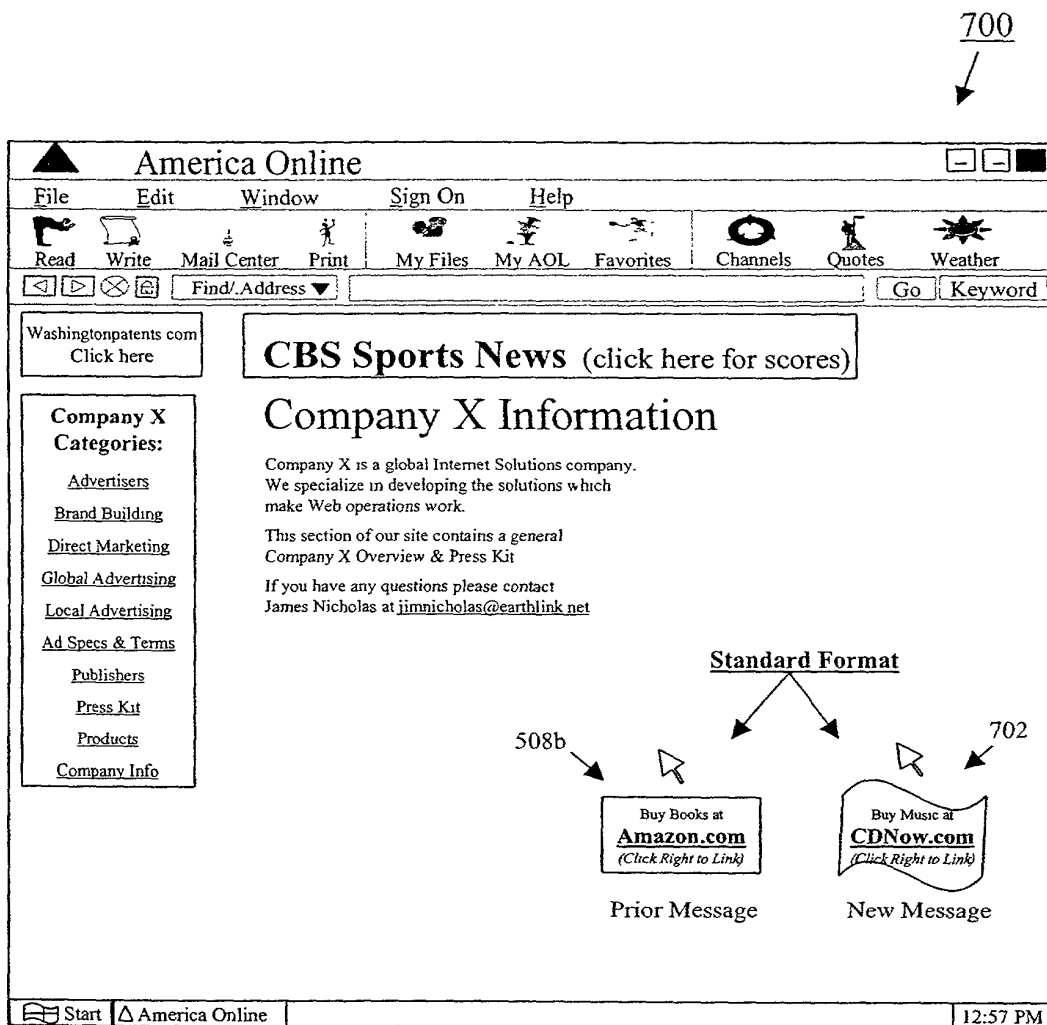 700
America Online
File Edit Window Sign On Help
Read Write Mail Center Print My Files My AOL Favorites Channels Quotes Weather
Find/.Address Go Keyword
Washingtonpatents com
Click here
CBS Sports News (click here for scores)
Company X
Categories:
Advertisers
Brand Building
Direct Marketing
Global Advertising
Local Advertising
Ad Specs & Terms
Publishers
Press Kit
Products
Company Info
Company X Information
Company X is a global Internet Solutions company.
We specialize in developing the solutions which
make Web operations work.
This section of our site contains a general
Company X Overview & Press Kit
If you have any questions please contact
James Nicholas at jimnicholas@earthlink net
Standard Format
508b
702
Buy Books at
Amazon.com
(Click Right to Link)
Prior Message
Buy Music at
CDNow.com
(Click Right to Link)
New Message
Start America Online 12:57 PM